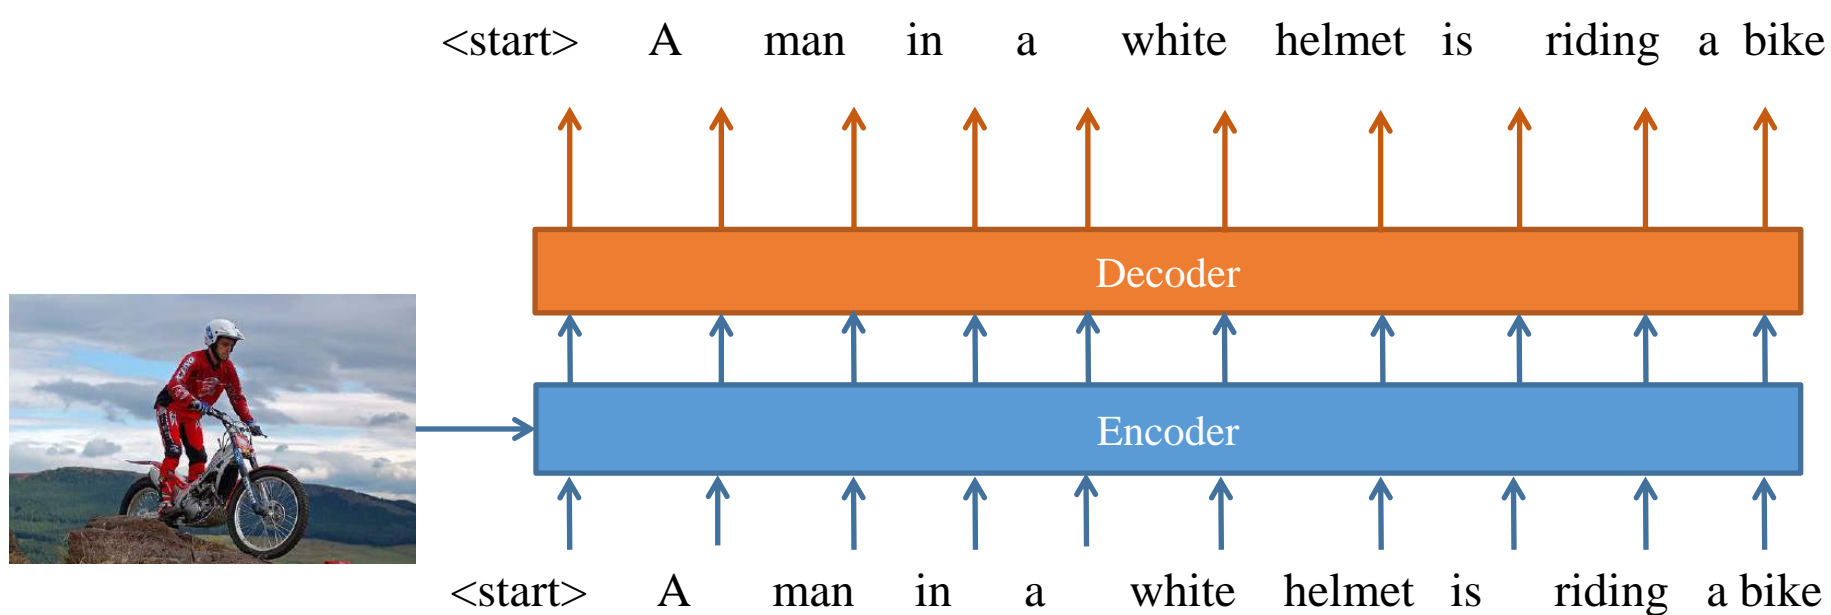 <start> A man in a white helmet is riding a bike
Decoder
Encoder
<start> A man in a white helmet is riding a bike